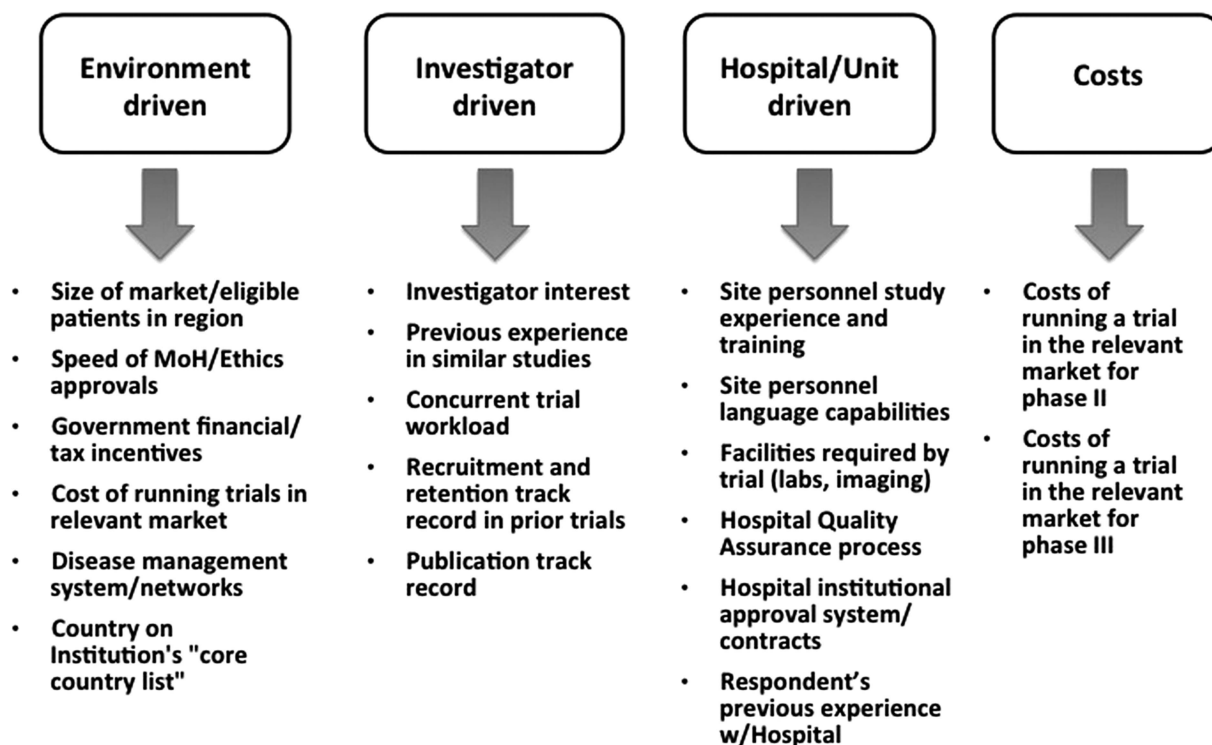 Environment
driven
Investigator
driven
Hospital/Unit
driven
Costs
• Size of market/eligible
patients in region
• Speed of MoH/Ethics
approvals
• Government financial/
tax incentives
• Cost of running trials in
relevant market
• Disease management
system/networks
• Country on
Institution's "core
country list"
• Investigator interest
• Previous experience
in similar studies
• Concurrent trial
workload
• Recruitment and
retention track
record in prior trials
• Publication track
record
• Site personnel study
experience and
training
• Site personnel
language capabilities
• Facilities required by
trial (labs, imaging)
• Hospital Quality
Assurance process
• Hospital institutional
approval system/
contracts
• Respondent’s
previous experience
w/Hospital
• Costs of
running a trial
in the relevant
market for
phase II
• Costs of
running a trial
in the relevant
market for
phase III